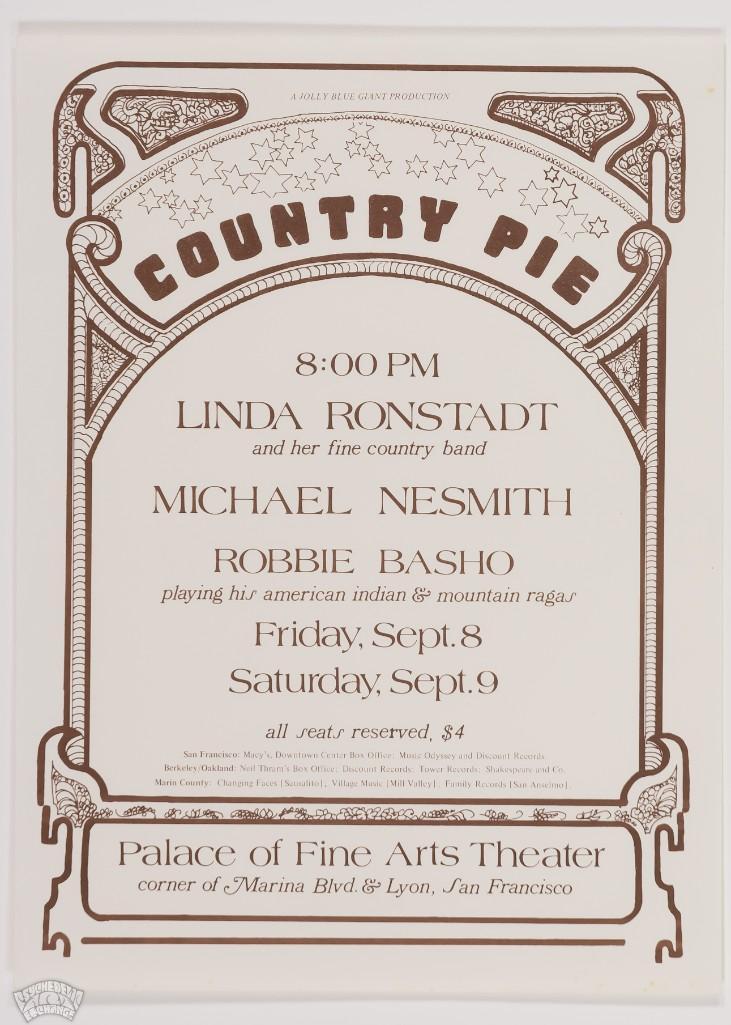 A JOLLY BLUE GIANT PRODUCTION
COUNTRY PIE
8:00 PM
LINDA RONSTADT
and her fine country band
MICHAEL NESMITH
ROBBIE BASHO
playing his american indian & mountain ragas
Friday, Sept. 8
Saturday, Sept. 9
all seats reserved, $4
San Francisco: Macy's, Downtown Center Box Office; Music Odyssey and Discount Records.
Berkeley/Oakland: Neil Thram's Box Office; Discount Records; Tower Records; Shakespeare and Co.
Marin County: Changing Faces [Sausalito], Village Music [Mill Valley], Family Records [San Anselmo].
Palace of Fine Arts Theater
corner of Marina Blvd. & Lyon, San Francisco
PSYCHEDELIC
ART
EXCHANGE